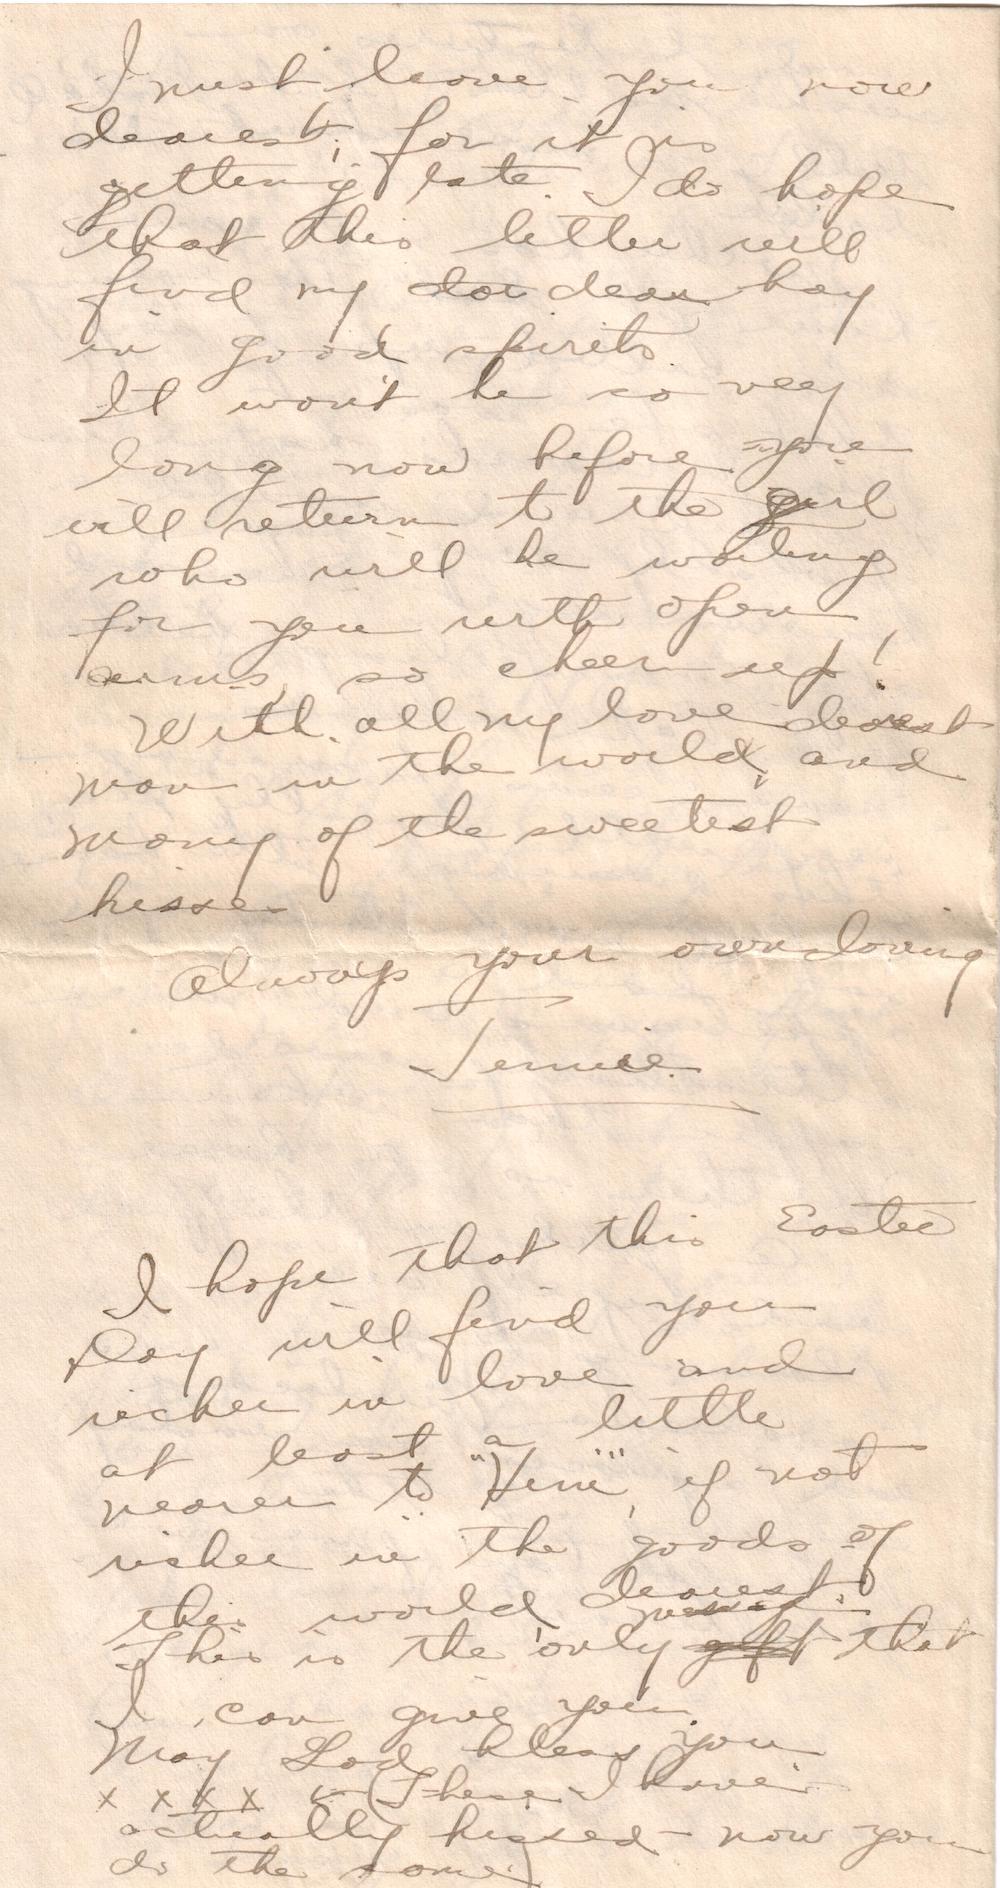 I must leave you now
dearest, for it is
getting late. I do hope
that this letter will
find my dear boy
in good spirits.
It won't be so very
long now before you
will return to the girl
who will be waiting
for you with open
arms, so cheer up!
With all my love dearest
man in the world, and
many of the sweetest
kisses
Always your own loving
Jennie.
I hope that this Easter
Day will find you
richer in love and
at least a little
nearer to "Him", if not
richer in the goods of
this world, dearest.
This is the only gift that
I can give you.
May God bless you
x x x x x (These I have
actually kissed - now you
do the same)